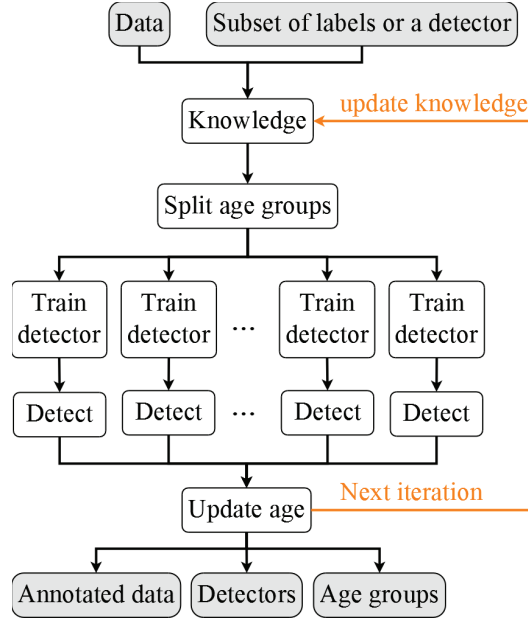 Data
Subset of labels or a detector
update knowledge
Knowledge
Split age groups
Train
detector
Train
detector
...
Train
detector
Train
detector
Detect
Detect
...
Detect
Detect
Next iteration
Update age
Annotated data
Detectors
Age groups